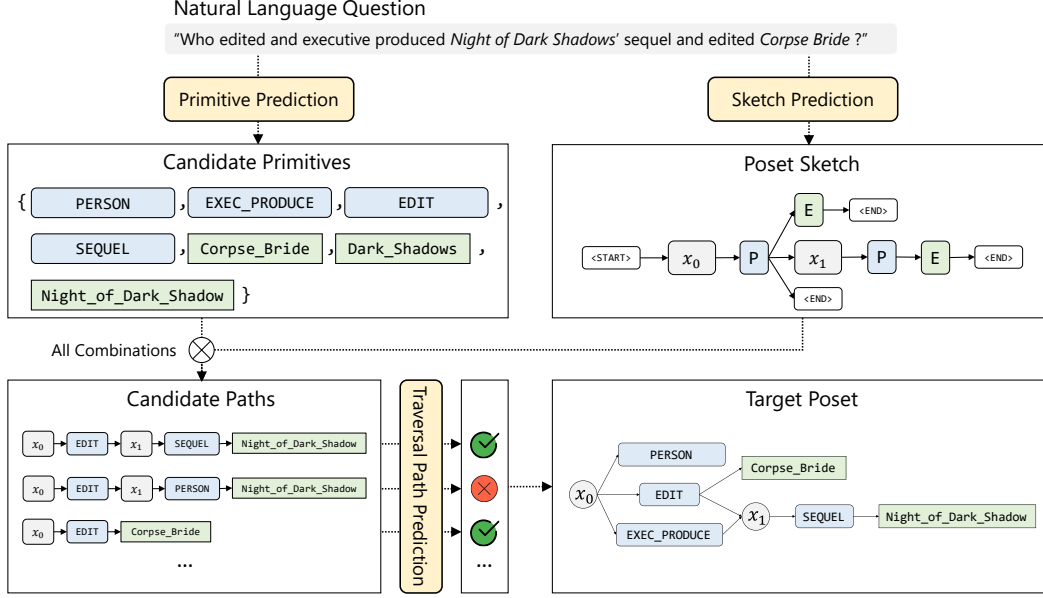 Natural Language Question
“Who edited and executive produced Night of Dark Shadows’ sequel and edited Corpse Bride ?”
Primitive Prediction
Sketch Prediction
Candidate Primitives
{ PERSON , EXEC_PRODUCE , EDIT ,
SEQUEL , Corpse_Bride , Dark_Shadows ,
Night_of_Dark_Shadow }
Poset Sketch
E <END>
<START> x0 P x1 P E <END>
<END>
All Combinations
Candidate Paths
x0 EDIT x1 SEQUEL Night_of_Dark_Shadow
x0 EDIT x1 PERSON Night_of_Dark_Shadow
x0 EDIT Corpse_Bride
...
Traversal Path Prediction
...
Target Poset
PERSON
Corpse_Bride
x0 EDIT
x1 SEQUEL Night_of_Dark_Shadow
EXEC_PRODUCE